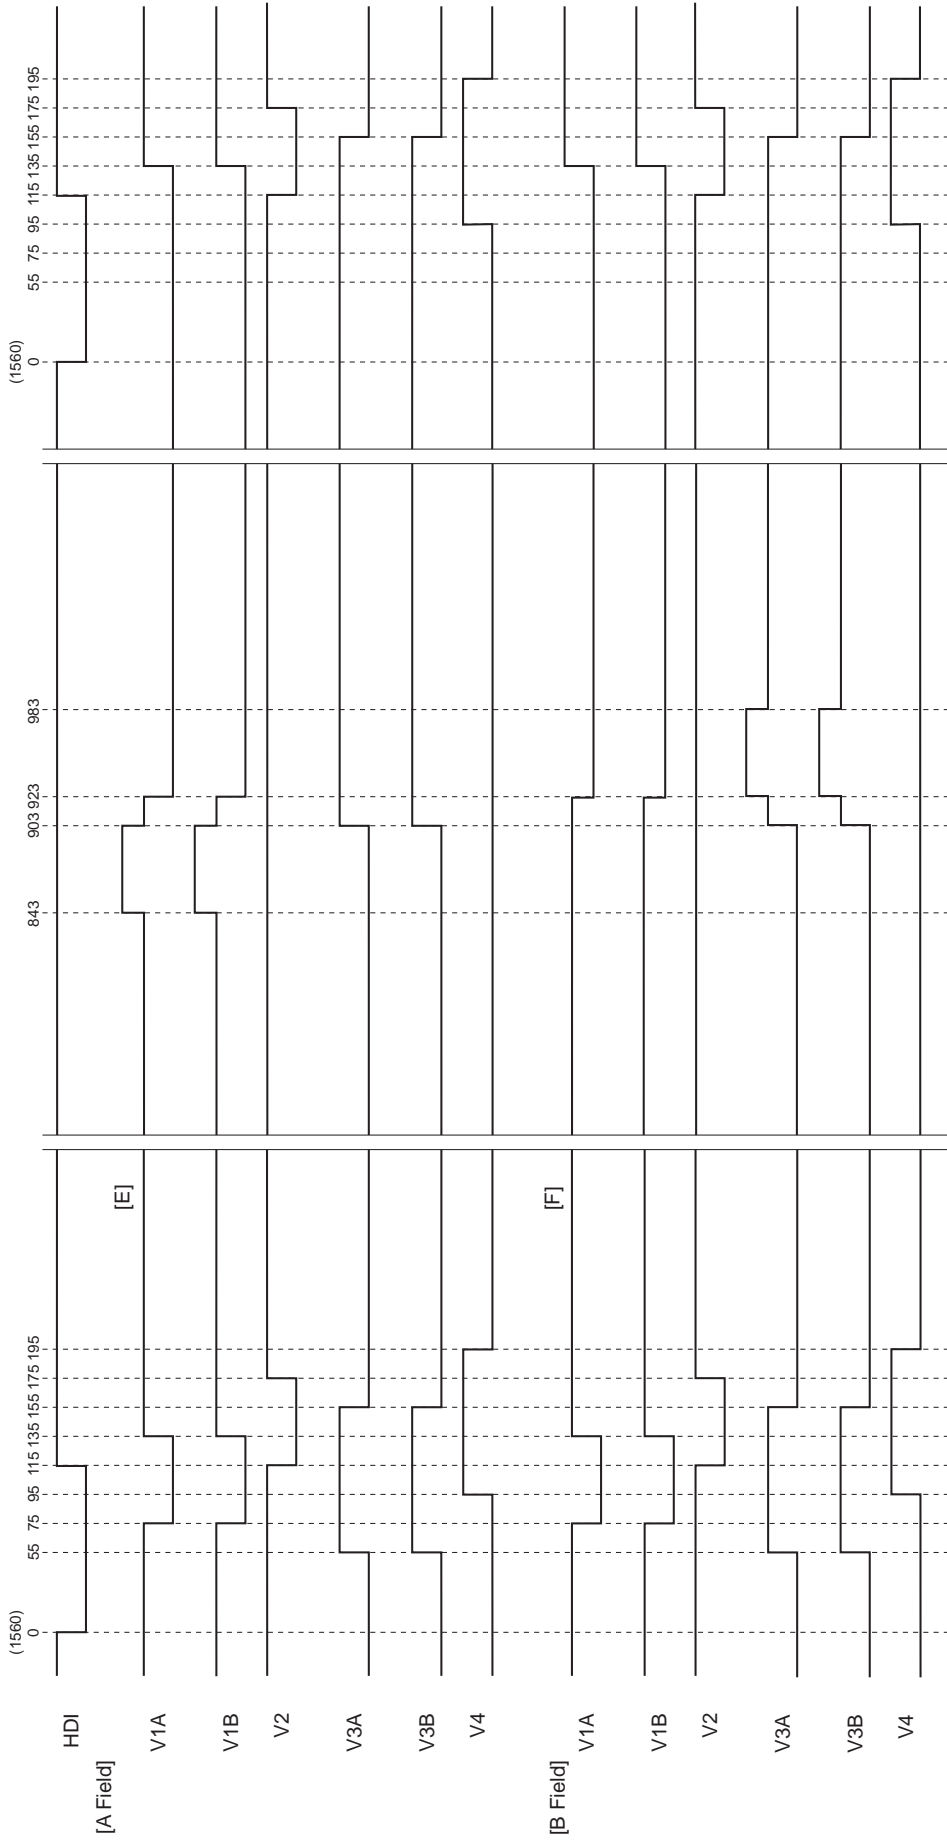 (1560)
0 55 75 95 115 135 155 175 195 843 903 923 983
(1560)
0 55 75 95 115 135 155 175 195
HDI
[A Field]
[E]
V1A
V1B
V2
V3A
V3B
V4
[B Field]
[F]
V1A
V1B
V2
V3A
V3B
V4